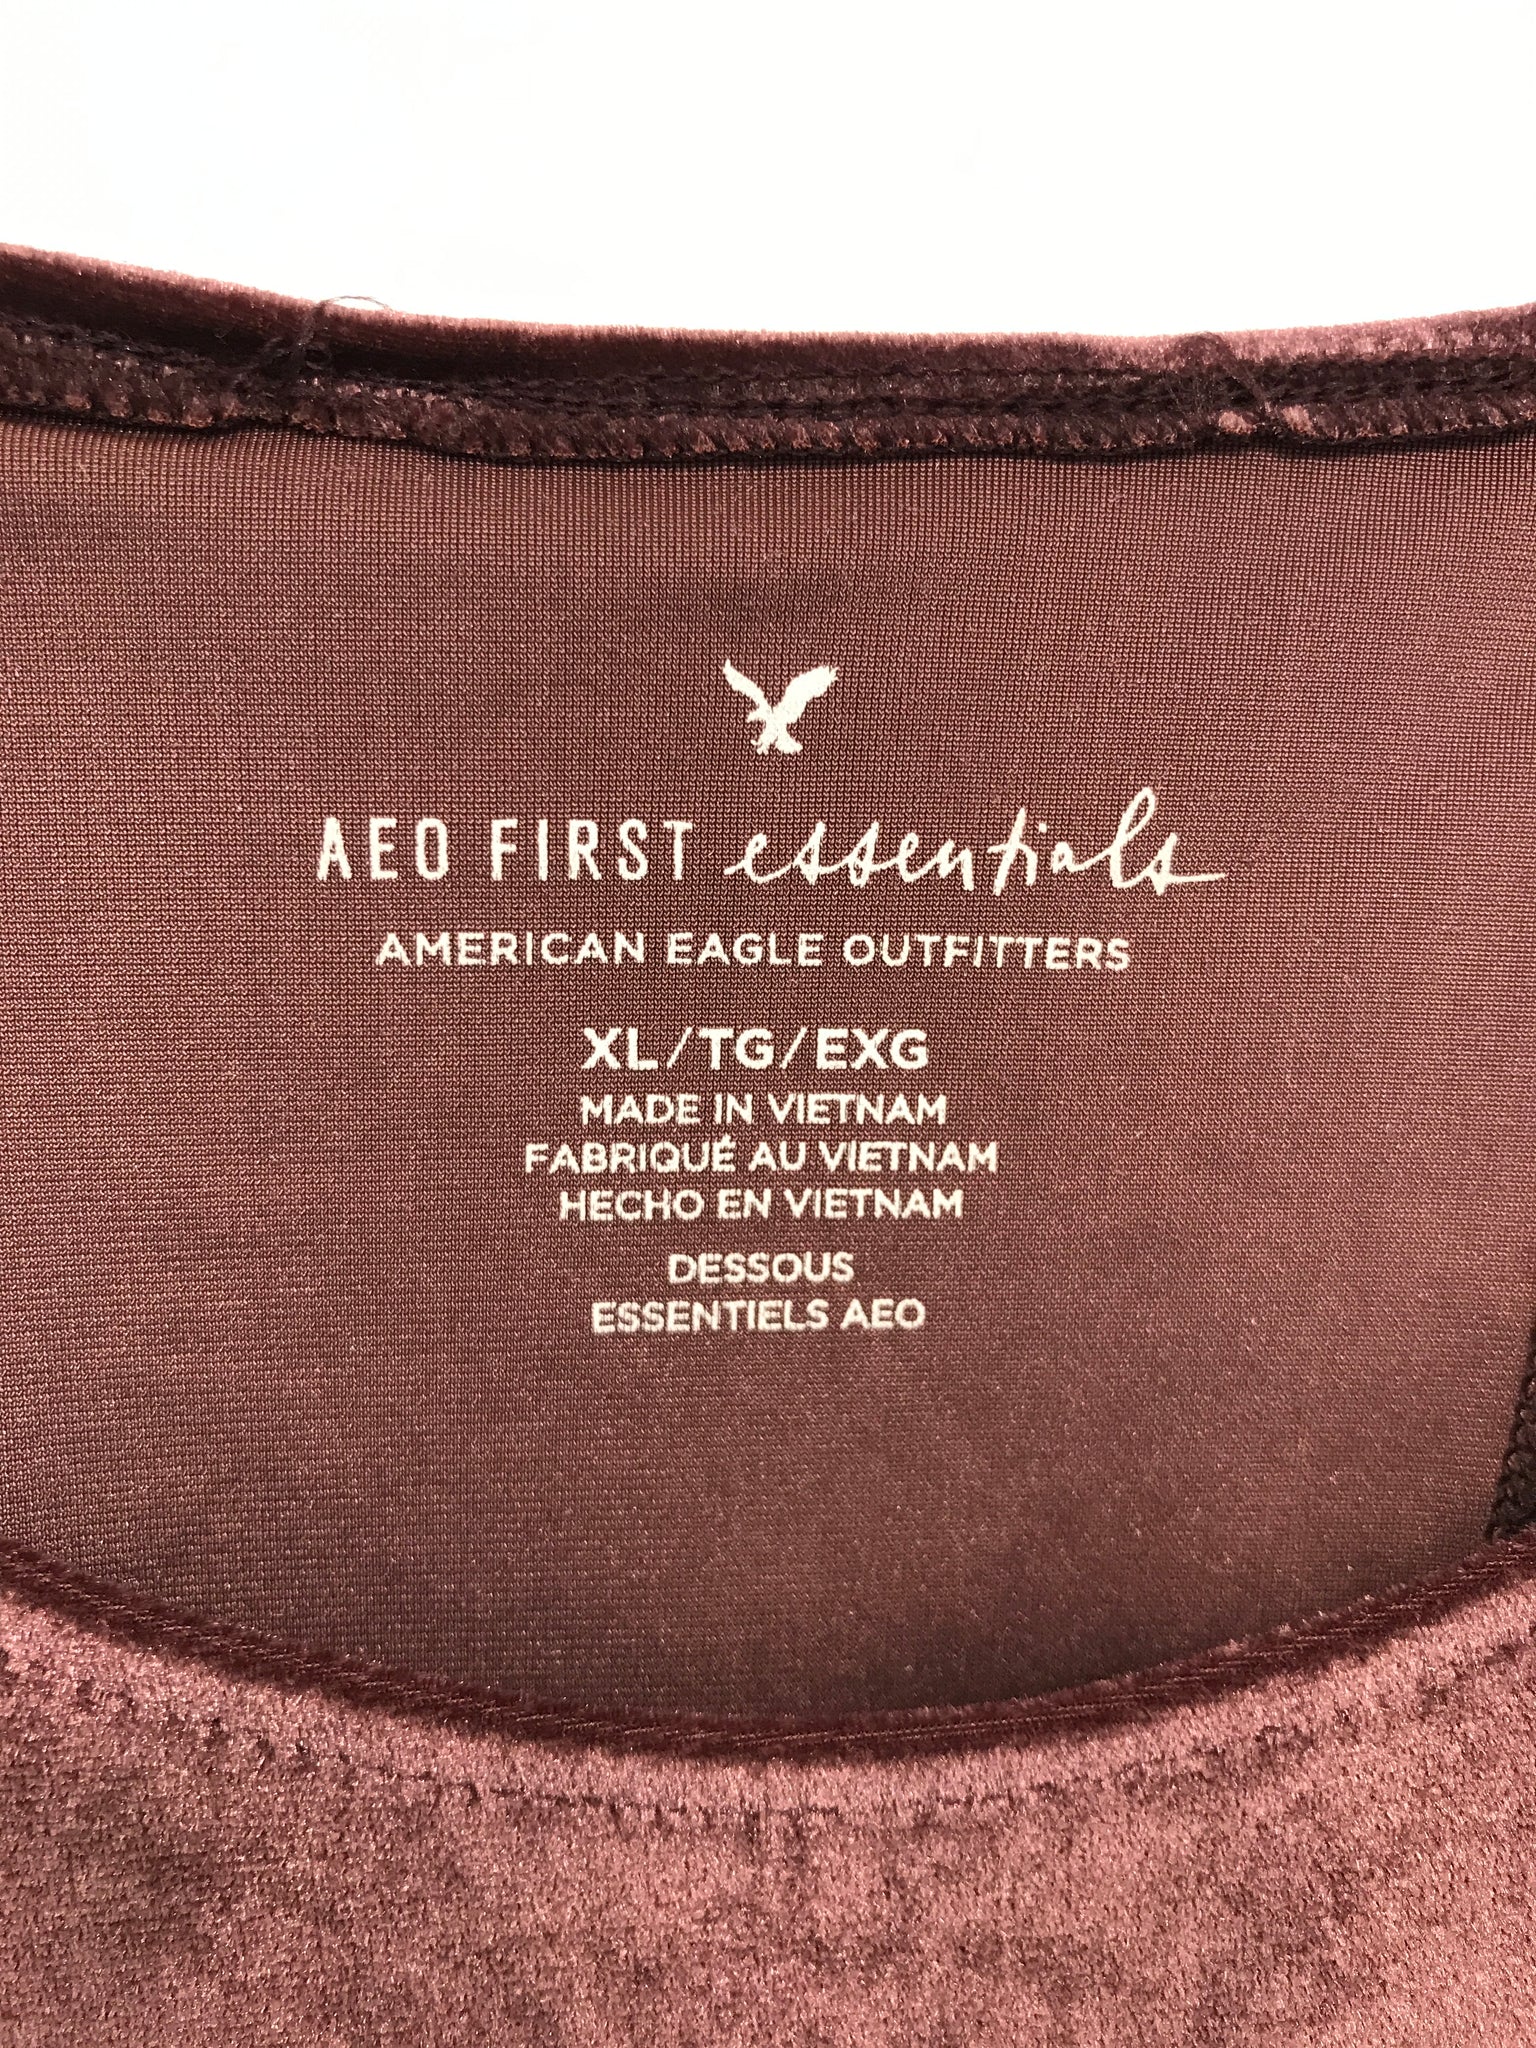 AEO FIRST essentials
AMERICAN EAGLE OUTFITTERS
XL/TG/EXG
MADE IN VIETNAM
FABRIQUÉ AU VIETNAM
HECHO EN VIETNAM
DESSOUS
ESSENTIELS AEO